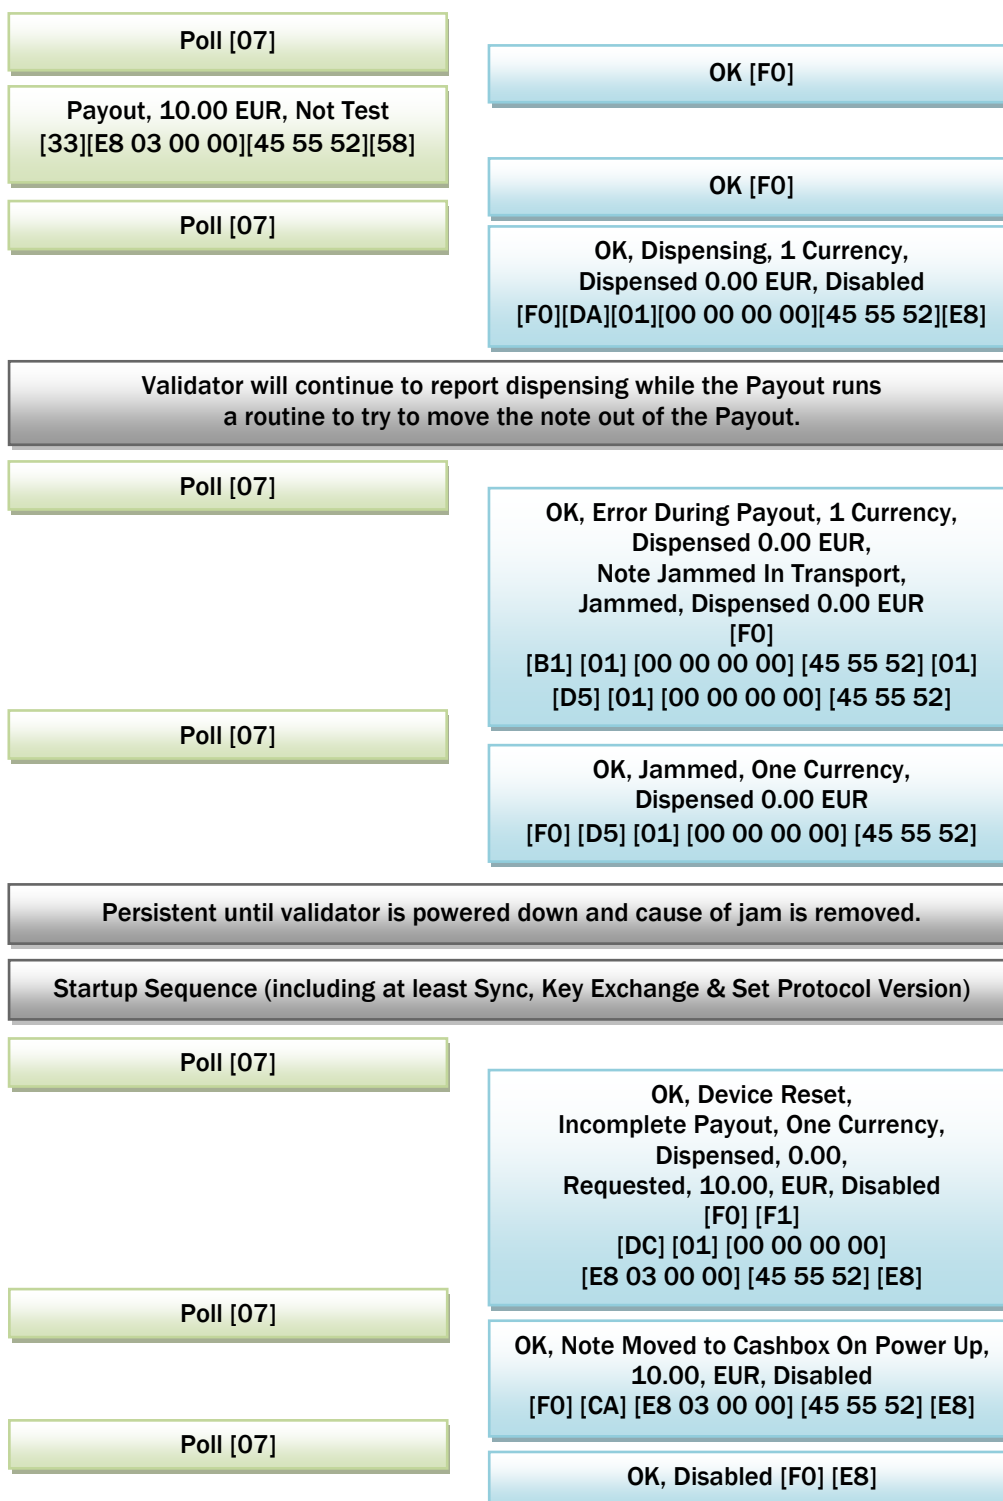 Poll [07]
OK [F0]
Payout, 10.00 EUR, Not Test
[33][E8 03 00 00][45 55 52][58]
OK [F0]
Poll [07]
OK, Dispensing, 1 Currency,
Dispensed 0.00 EUR, Disabled
[F0][DA][01][00 00 00 00][45 55 52][E8]
Validator will continue to report dispensing while the Payout runs
a routine to try to move the note out of the Payout.
Poll [07]
OK, Error During Payout, 1 Currency,
Dispensed 0.00 EUR,
Note Jammed In Transport,
Jammed, Dispensed 0.00 EUR
[F0]
[B1] [01] [00 00 00 00] [45 55 52] [01]
[D5] [01] [00 00 00 00] [45 55 52]
Poll [07]
OK, Jammed, One Currency,
Dispensed 0.00 EUR
[F0] [D5] [01] [00 00 00 00] [45 55 52]
Persistent until validator is powered down and cause of jam is removed.
Startup Sequence (including at least Sync, Key Exchange & Set Protocol Version)
Poll [07]
OK, Device Reset,
Incomplete Payout, One Currency,
Dispensed, 0.00,
Requested, 10.00, EUR, Disabled
[F0] [F1]
[DC] [01] [00 00 00 00]
[E8 03 00 00] [45 55 52] [E8]
Poll [07]
OK, Note Moved to Cashbox On Power Up,
10.00, EUR, Disabled
[F0] [CA] [E8 03 00 00] [45 55 52] [E8]
Poll [07]
OK, Disabled [F0] [E8]